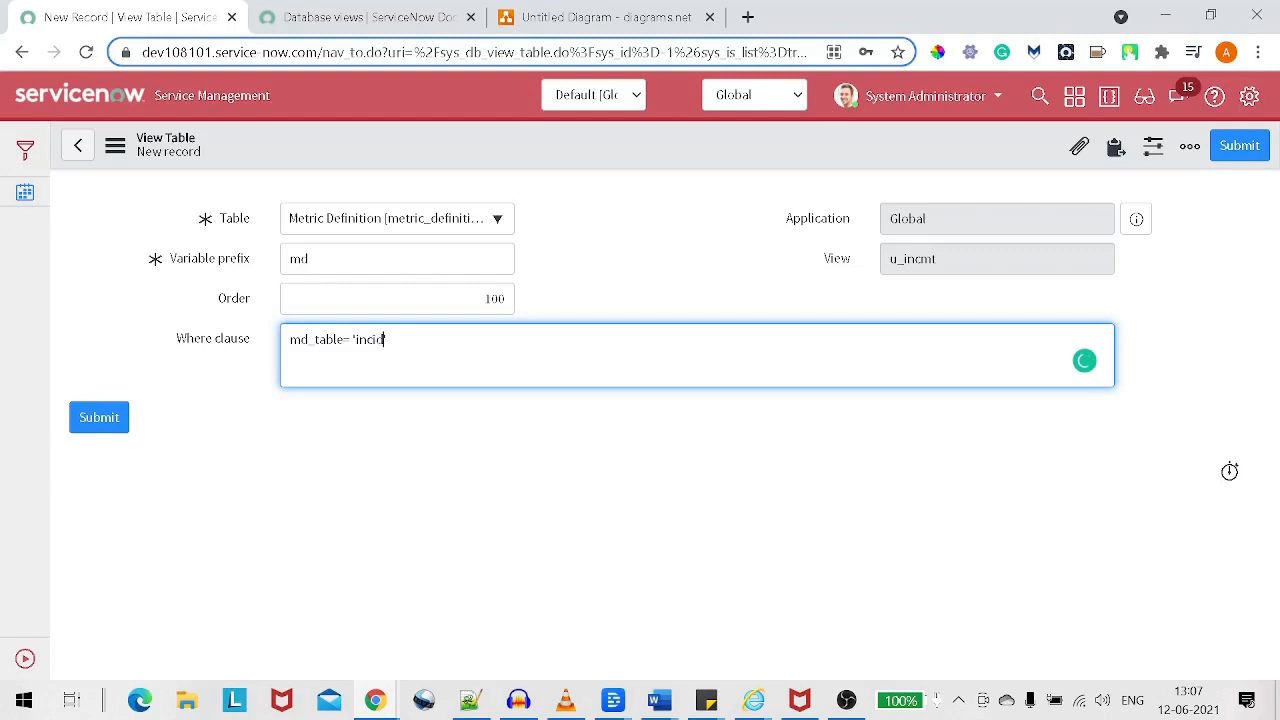 New Record | View Table | Service
Database views | ServiceNow Doc
Untitled Diagram - diagrams.net
dev108101.service-now.com/nav_to.do?uri=%2Fsys_db_view_table.do%3Fsys_id%3D-1%26sys_is_list%3Dtr...
A
servicenow Service Management
Default [Glo
Global
System Administrator
15
View Table
New record
Submit
Table
Metric Definition [metric_definiti...
Application
Global
Variable prefix
md
View
u_incmt
Order
100
Where clause
md_table= 'incid
Submit
100%
ENG
13:07
12-06-2021